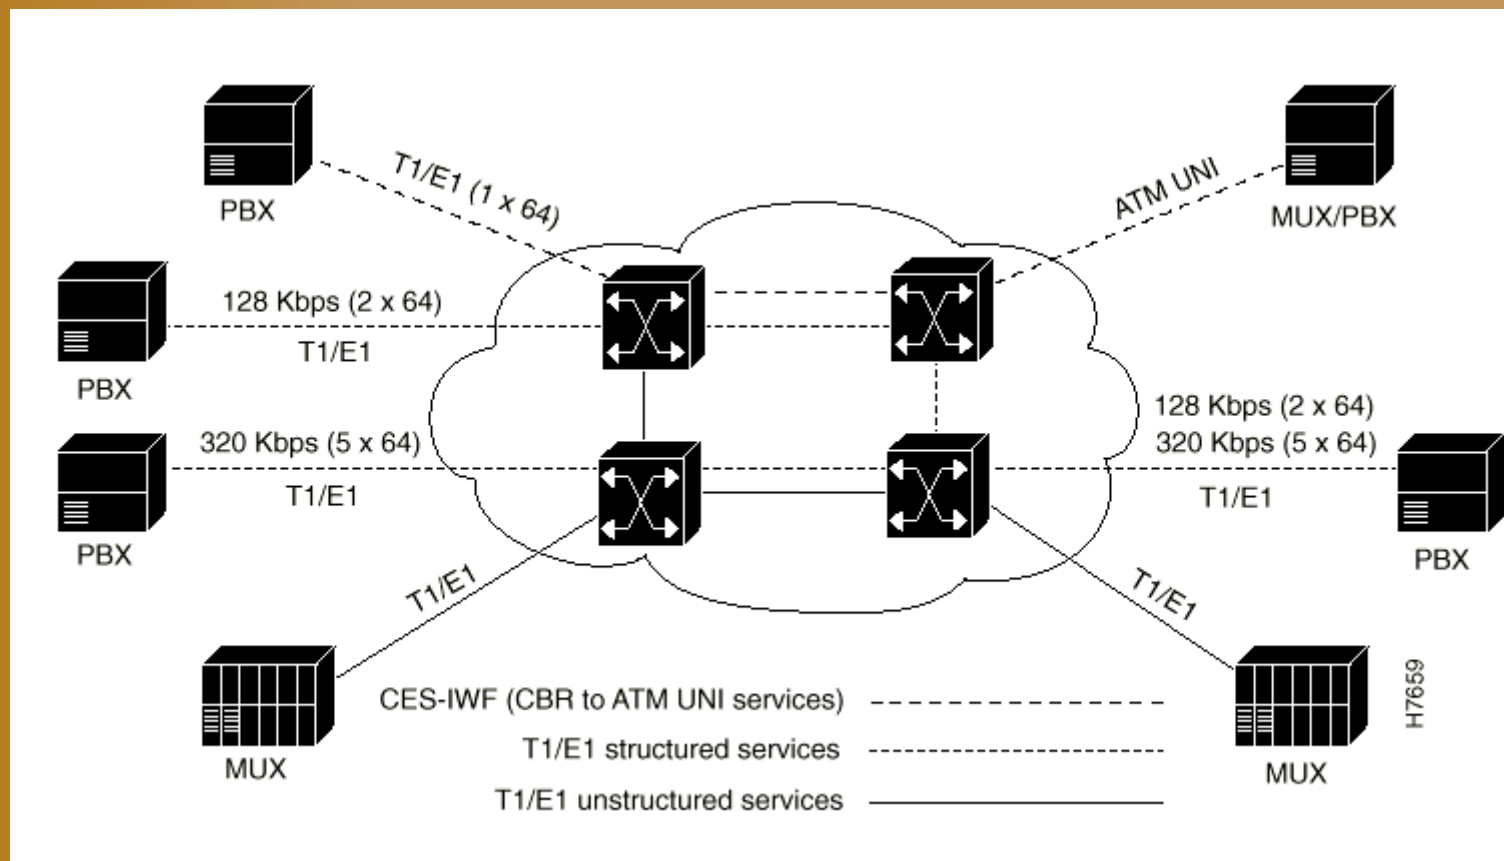 T1/E1 (1 x 64)
ATM UNI
PBX
MUX/PBX
128 Kbps (2 x 64)
T1/E1
PBX
128 Kbps (2 x 64)
320 Kbps (5 x 64)
320 Kbps (5 x 64)
T1/E1
T1/E1
PBX
PBX
T1/E1
T1/E1
MUX
MUX
H7659
CES-IWF (CBR to ATM UNI services)
T1/E1 structured services
T1/E1 unstructured services